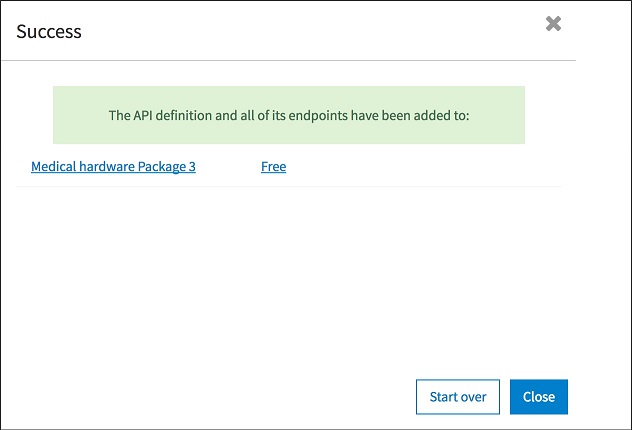 Success
The API definition and all of its endpoints have been added to:
Medical hardware Package 3 Free
Start over Close